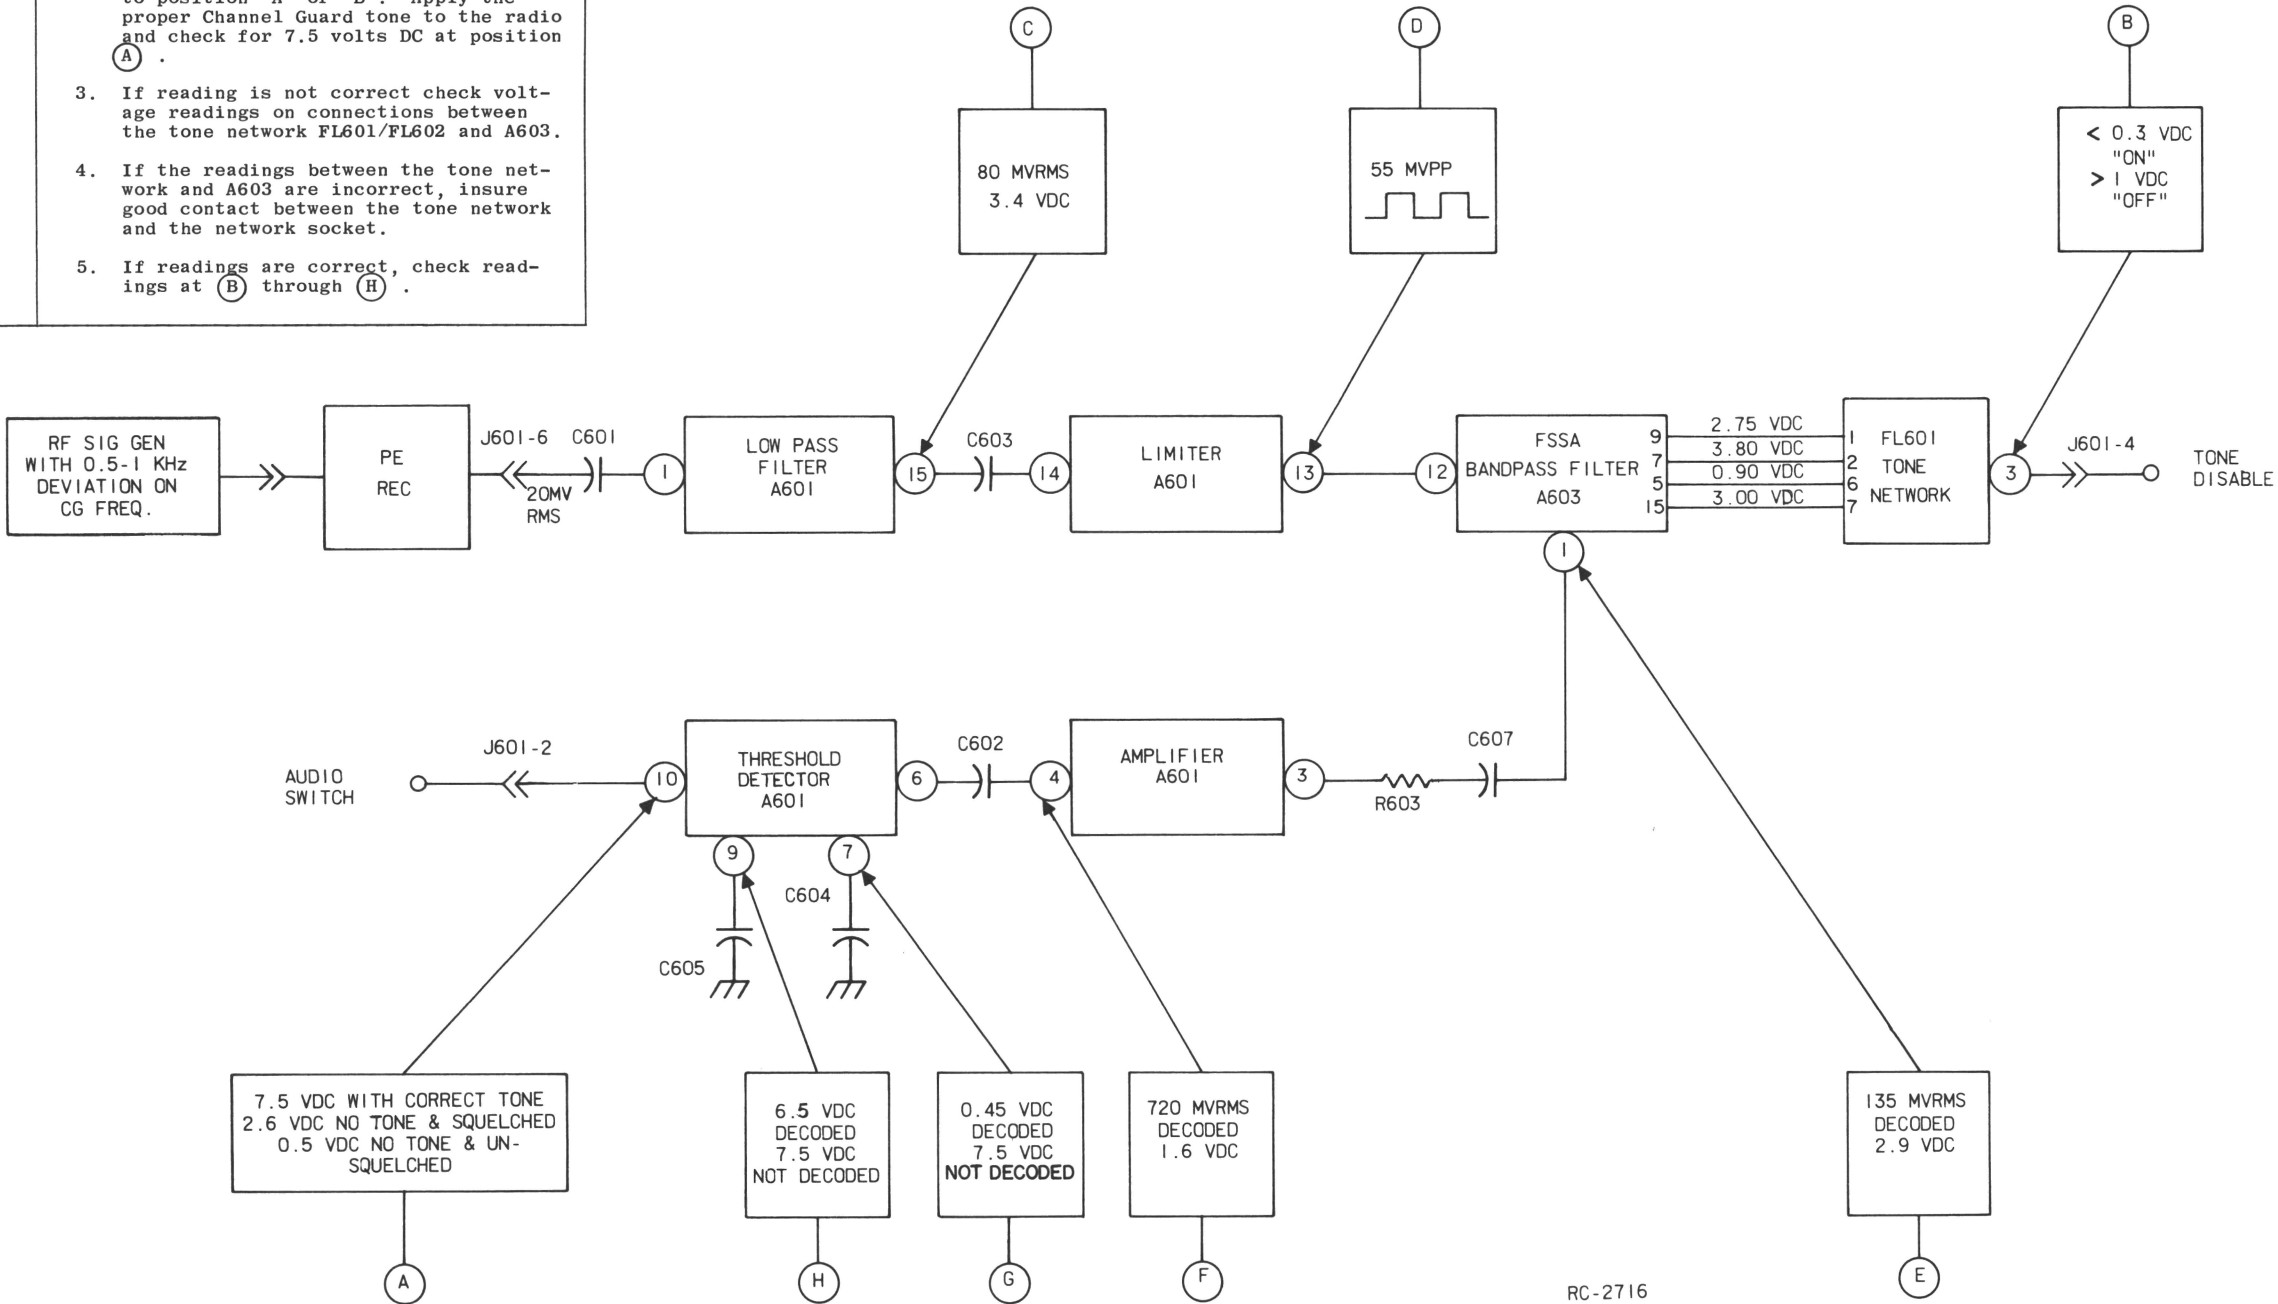 to position "A" or "B". Apply the
proper Channel Guard tone to the radio
and check for 7.5 volts DC at position
A .
3. If reading is not correct check volt-
age readings on connections between
the tone network FL601/FL602 and A603.
4. If the readings between the tone net-
work and A603 are incorrect, insure
good contact between the tone network
and the network socket.
5. If readings are correct, check read-
ings at B through H .
C
80 MVRMS
3.4 VDC
D
55 MVPP
B
< 0.3 VDC
"ON"
> 1 VDC
"OFF"
RF SIG GEN
WITH 0.5-1 KHz
DEVIATION ON
CG FREQ.
PE
REC
J601-6
20MV
RMS
C601
1
LOW PASS
FILTER
A601
15
C603
14
LIMITER
A601
13
12
FSSA
BANDPASS FILTER
A603
9
7
5
15
1
2.75 VDC
3.80 VDC
0.90 VDC
3.00 VDC
1
2
6
7
FL601
TONE
NETWORK
3
J601-4
TONE
DISABLE
AUDIO
SWITCH
J601-2
10
THRESHOLD
DETECTOR
A601
6
C602
4
AMPLIFIER
A601
3
R603
C607
9
7
C605
C604
7.5 VDC WITH CORRECT TONE
2.6 VDC NO TONE & SQUELCHED
0.5 VDC NO TONE & UN-
SQUELCHED
A
6.5 VDC
DECODED
7.5 VDC
NOT DECODED
H
0.45 VDC
DECODED
7.5 VDC
NOT DECODED
G
720 MVRMS
DECODED
1.6 VDC
F
135 MVRMS
DECODED
2.9 VDC
E
RC-2716